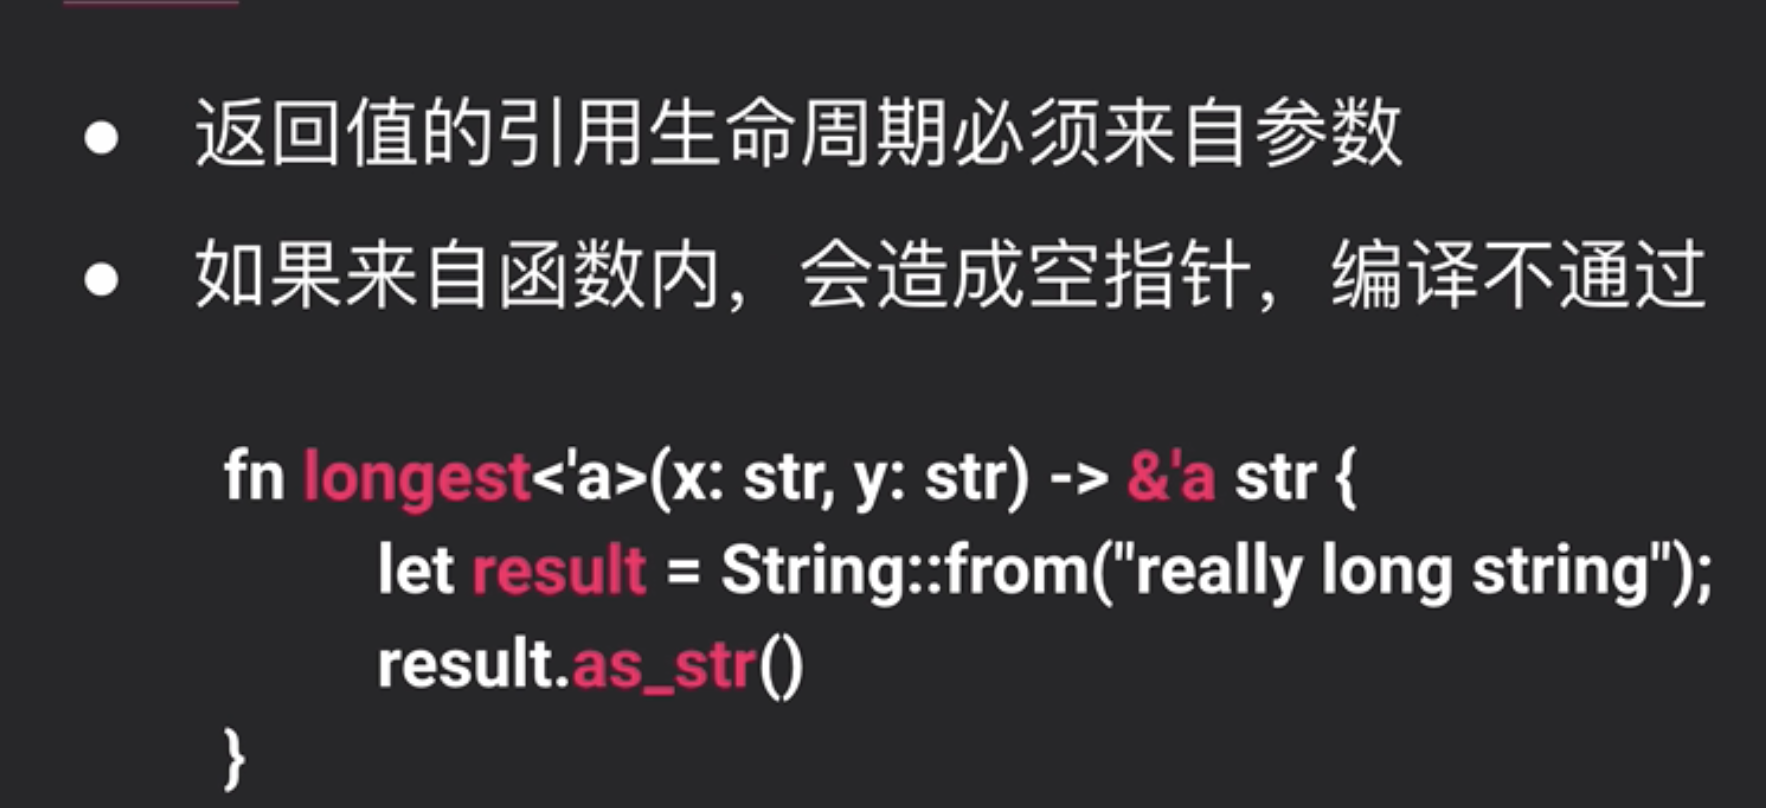 返回值的引用生命周期必须来自参数
如果来自函数内，会造成空指针，编译不通过
fn longest<'a>(x: str, y: str) -> &'a str {
let result = String::from("really long string");
result.as_str()
}